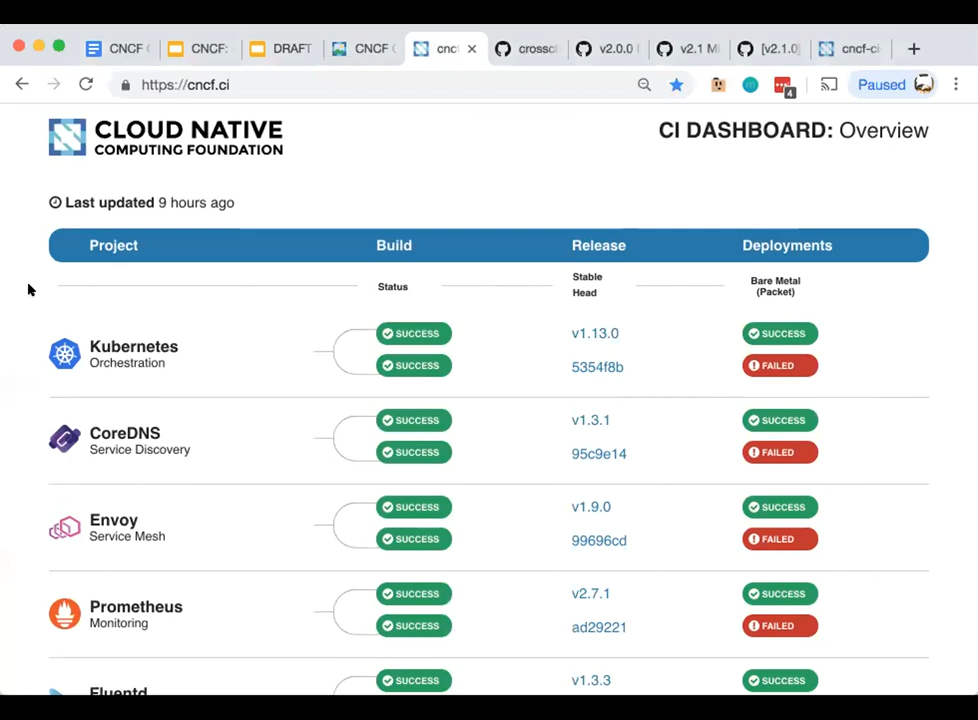 CNCF
CNCF:
DRAFT
CNCF
cnc
crossc
v2.0.0
v2.1 M
[v2.1.0]
cncf-ci
https://cncf.ci
4
Paused
CLOUD NATIVE
COMPUTING FOUNDATION
CI DASHBOARD: Overview
Last updated 9 hours ago
Project Build Release Deployments
Status
Stable
Head
Bare Metal
(Packet)
Kubernetes
Orchestration
SUCCESS v1.13.0 SUCCESS
SUCCESS 5354f8b FAILED
CoreDNS
Service Discovery
SUCCESS v1.3.1 SUCCESS
SUCCESS 95c9e14 FAILED
Envoy
Service Mesh
SUCCESS v1.9.0 SUCCESS
SUCCESS 99696cd FAILED
Prometheus
Monitoring
SUCCESS v2.7.1 SUCCESS
SUCCESS ad29221 FAILED
Fluentd
SUCCESS v1.3.3 SUCCESS